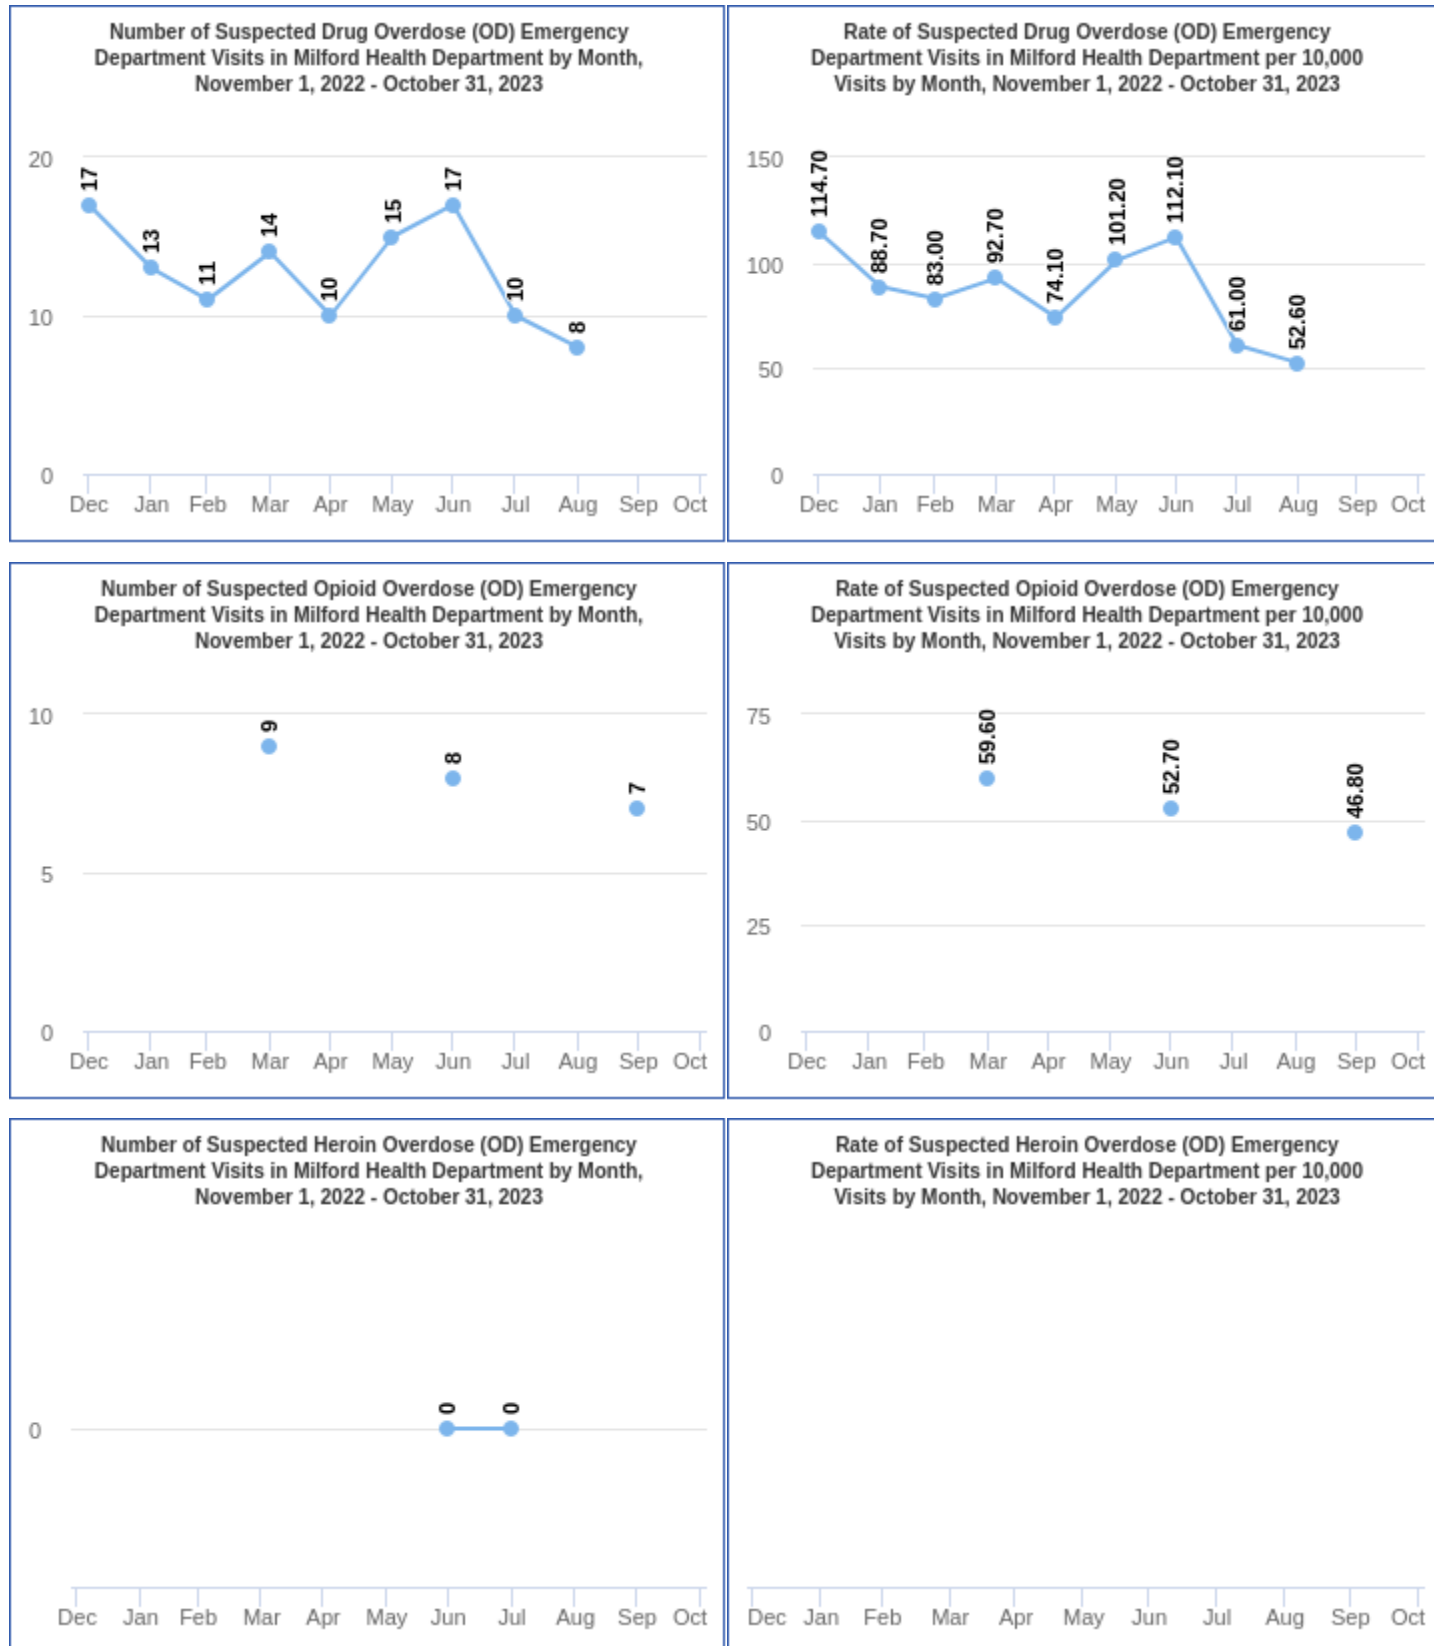 Number of Suspected Drug Overdose (OD) Emergency
Department Visits in Milford Health Department by Month,
November 1, 2022 - October 31, 2023
20
10
0
17
13
11
14
10
15
17
10
8
Dec Jan Feb Mar Apr May Jun Jul Aug Sep Oct
Rate of Suspected Drug Overdose (OD) Emergency
Department Visits in Milford Health Department per 10,000
Visits by Month, November 1, 2022 - October 31, 2023
150
100
50
0
114.70
88.70
83.00
92.70
74.10
101.20
112.10
61.00
52.60
Dec Jan Feb Mar Apr May Jun Jul Aug Sep Oct
Number of Suspected Opioid Overdose (OD) Emergency
Department Visits in Milford Health Department by Month,
November 1, 2022 - October 31, 2023
10
5
0
9
8
7
Dec Jan Feb Mar Apr May Jun Jul Aug Sep Oct
Rate of Suspected Opioid Overdose (OD) Emergency
Department Visits in Milford Health Department per 10,000
Visits by Month, November 1, 2022 - October 31, 2023
75
50
25
0
59.60
52.70
46.80
Dec Jan Feb Mar Apr May Jun Jul Aug Sep Oct
Number of Suspected Heroin Overdose (OD) Emergency
Department Visits in Milford Health Department by Month,
November 1, 2022 - October 31, 2023
0
0
0
Dec Jan Feb Mar Apr May Jun Jul Aug Sep Oct
Rate of Suspected Heroin Overdose (OD) Emergency
Department Visits in Milford Health Department per 10,000
Visits by Month, November 1, 2022 - October 31, 2023
Dec Jan Feb Mar Apr May Jun Jul Aug Sep Oct